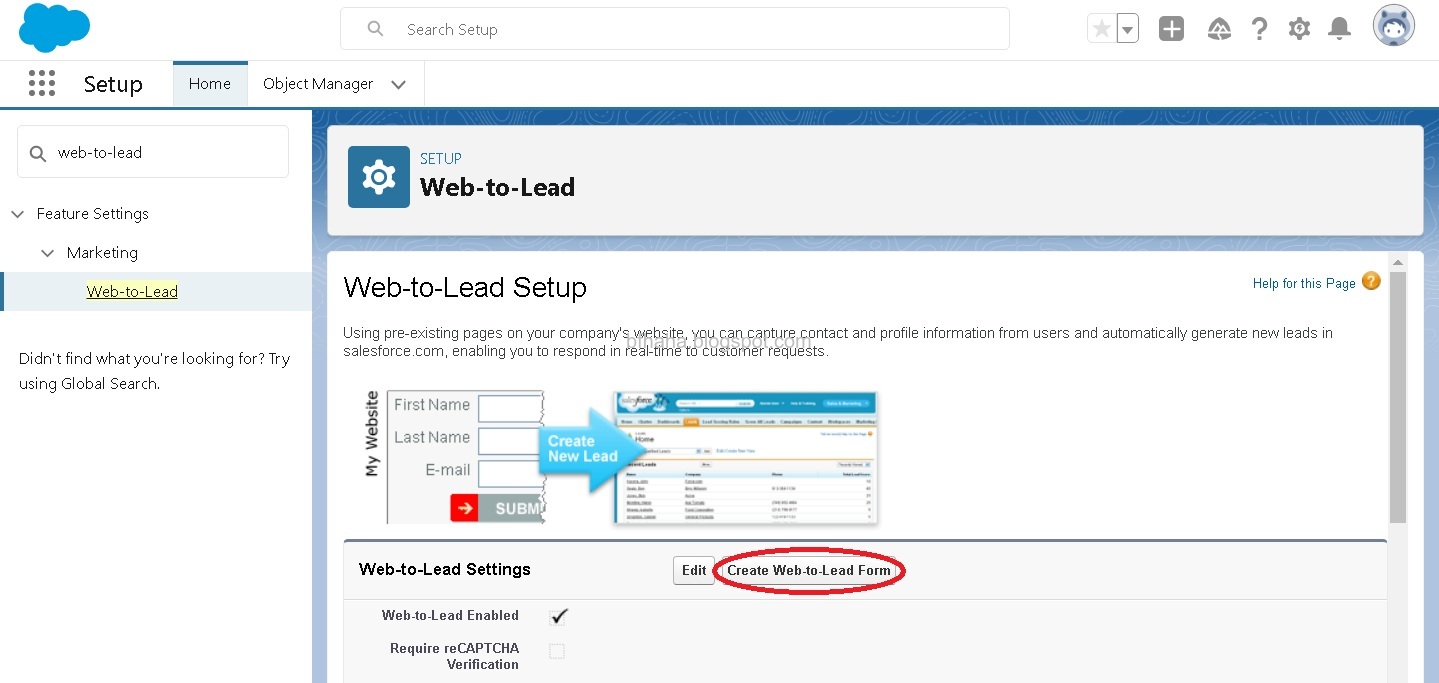 Search Setup
Setup
Home
Object Manager
web-to-lead
Feature Settings
Marketing
Web-to-Lead
Didn't find what you're looking for? Try
using Global Search.
SETUP
Web-to-Lead
Web-to-Lead Setup
Help for this Page
?
Using pre-existing pages on your company's website, you can capture contact and profile information from users and automatically generate new leads in
salesforce.com, enabling you to respond in real-time to customer requests.
bthana.blogspot.com
My Website
First Name
Last Name
E-mail
SUBM
Create
New Lead
salesforce
Home
Web-to-Lead Settings
Edit
Create Web-to-Lead Form
Web-to-Lead Enabled
Require reCAPTCHA
Verification